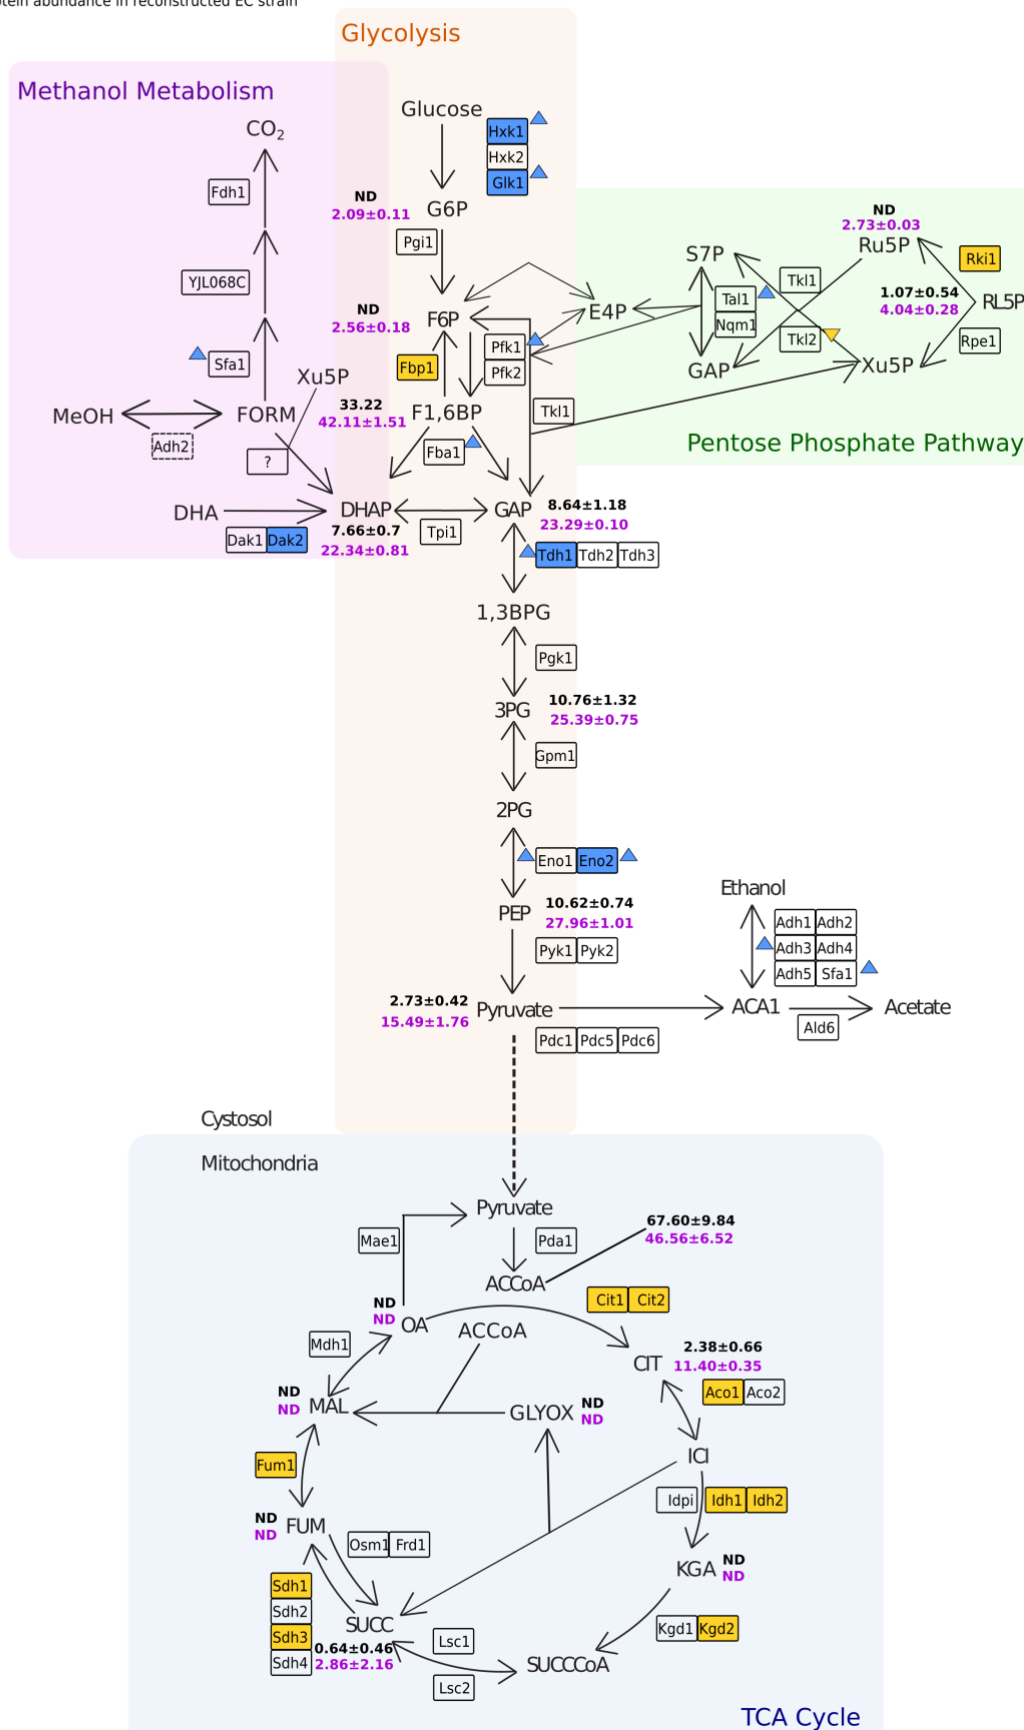 otein abundance in reconstructed EC strain
Glycolysis
Methanol Metabolism
Glucose
Hxk1
Hxk2
Glk1
CO2
Fdh1
ND
2.09±0.11
G6P
Pgi1
YJL068C
ND
2.56±0.18
F6P
E4P
Pfk1
Pfk2
Fbp1
Sfa1
Xu5P
MeOH
FORM
Adh2
?
33.22
42.11±1.51
F1,6BP
Tkl1
Fba1
DHA
DHAP
GAP
8.64±1.18
23.29±0.10
Dak1 Dak2
7.66±0.7
22.34±0.81
Tpi1
ND
2.73±0.03
Ru5P
S7P
Tkl1
Rki1
Tal1
Nqm1
1.07±0.54
4.04±0.28
RL5P
Tkl2
Rpe1
GAP
Xu5P
Pentose Phosphate Pathway
Tdh1 Tdh2 Tdh3
1,3BPG
Pgk1
3PG
10.76±1.32
25.39±0.75
Gpm1
2PG
Eno1 Eno2
PEP
10.62±0.74
27.96±1.01
Pyk1 Pyk2
Ethanol
Adh1 Adh2
Adh3 Adh4
Adh5 Sfa1
2.73±0.42
15.49±1.76
Pyruvate
ACA1
Acetate
Pdc1 Pdc5 Pdc6
Ald6
Cystosol
Mitochondria
Pyruvate
Mae1
Pda1
67.60±9.84
46.56±6.52
ACCoA
Cit1 Cit2
ND
ND
OA
ACCoA
Mdh1
CIT
2.38±0.66
11.40±0.35
Aco1 Aco2
ND
ND
MAL
GLYOX
ND
ND
Fum1
ICI
Idpi
Idh1 Idh2
ND
ND
FUM
Osm1 Frd1
KGA
ND
ND
Sdh1
Sdh2
Sdh3
Sdh4
SUCC
0.64±0.46
2.86±2.16
Lsc1
Lsc2
Kgd1 Kgd2
SUCCCoA
TCA Cycle